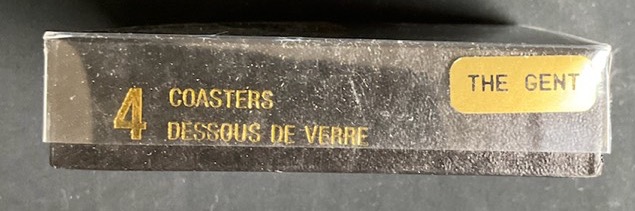 4 COASTERS
DESSOUS DE VERRE
THE GENT